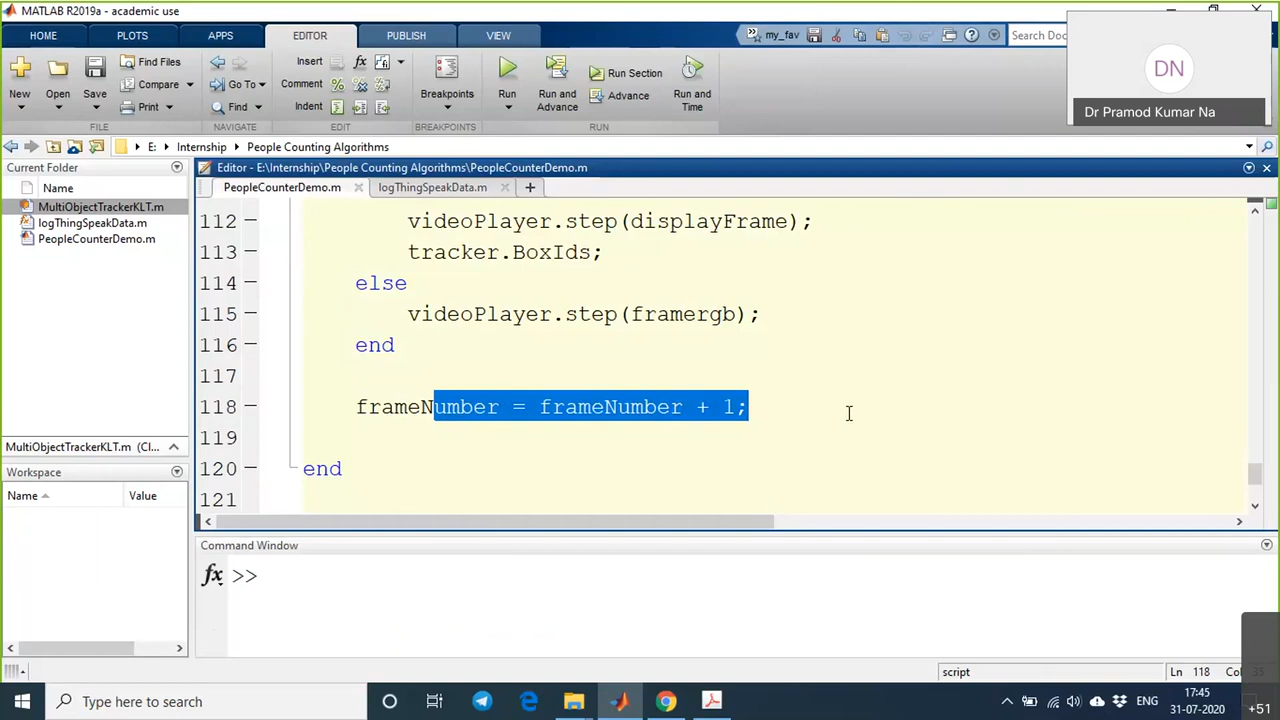 MATLAB R2019a - academic use
HOME PLOTS APPS EDITOR PUBLISH VIEW my_fav Search Doc
DN
Dr Pramod Kumar Na
New Open Save Find Files Compare Print
FILE
Go To Find
NAVIGATE
Insert fx
Comment %
Indent
EDIT
Breakpoints
BREAKPOINTS
Run Run and Advance Run Section Advance Run and Time
RUN
E: Internship People Counting Algorithms
Current Folder
Name
MultiObjectTrackerKLT.m
logThingSpeakData.m
PeopleCounterDemo.m
MultiObjectTrackerKLT.m (Cl...
Workspace
Name Value
Editor - E:\Internship\People Counting Algorithms\PeopleCounterDemo.m
PeopleCounterDemo.m logThingSpeakData.m
112 videoPlayer.step(displayFrame);
113 tracker.BoxIds;
114 else
115 videoPlayer.step(framergb);
116 end
117
118 frameNumber = frameNumber + 1;
119
120 end
121
Command Window
fx >>
script Ln 118 Col 35
Type here to search
ENG
17:45
31-07-2020
+51